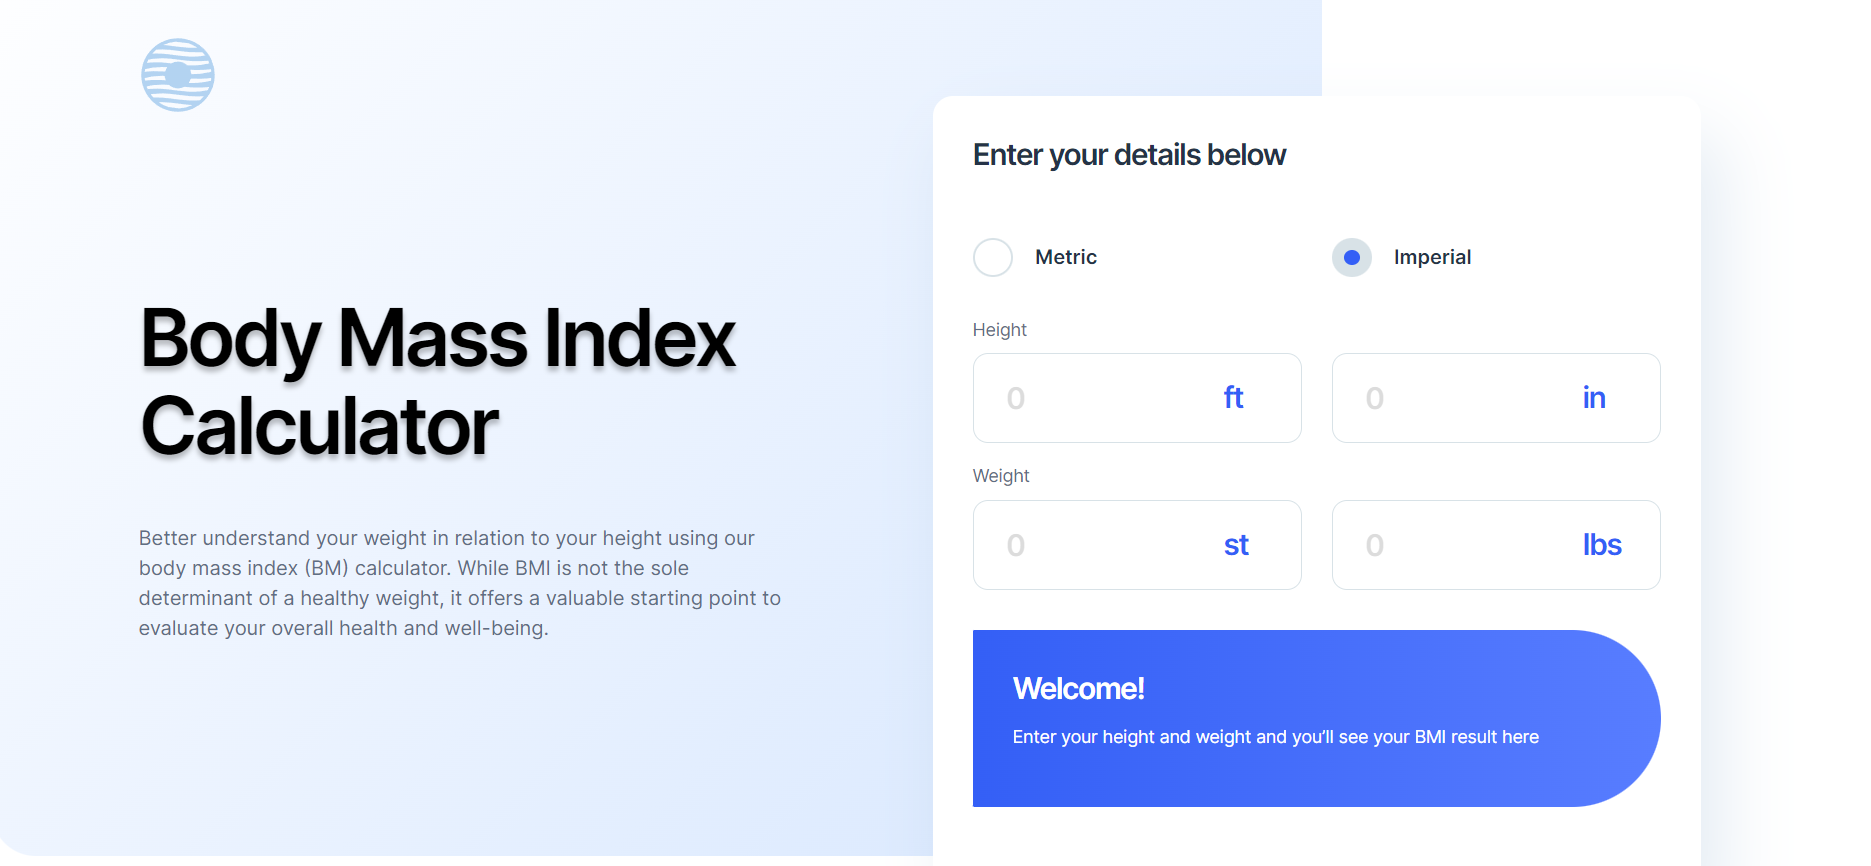 Body Mass Index
Calculator
Better understand your weight in relation to your height using our
body mass index (BM) calculator. While BMI is not the sole
determinant of a healthy weight, it offers a valuable starting point to
evaluate your overall health and well-being.
Enter your details below
Metric
Imperial
Height
0 ft
0 in
Weight
0 st
0 lbs
Welcome!
Enter your height and weight and you’ll see your BMI result here